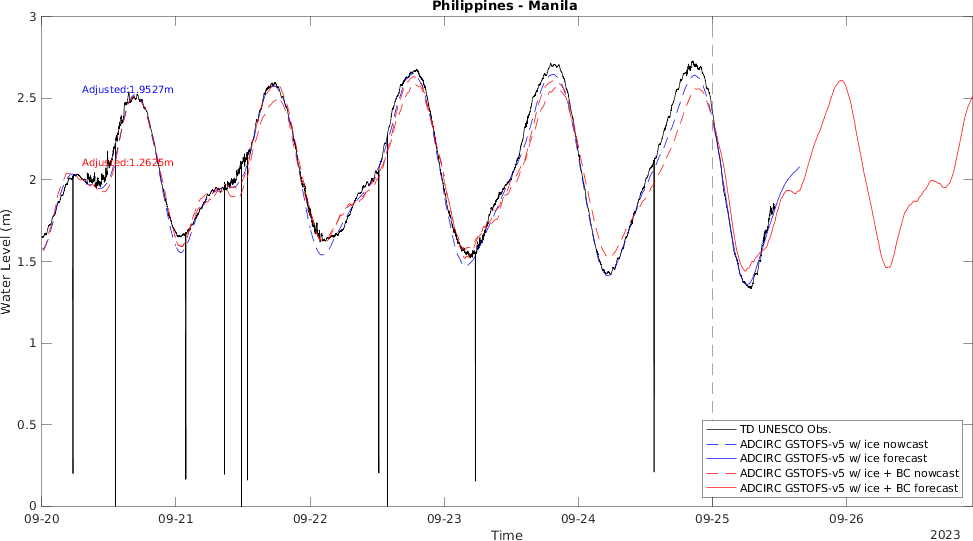 Philippines - Manila
3
2.5
2
1.5
1
0.5
0
Water Level (m)
Adjusted:1.9527m
Adjusted:1.2625m
TD UNESCO Obs.
ADCIRC GSTOFS-v5 w/ ice nowcast
ADCIRC GSTOFS-v5 w/ ice forecast
ADCIRC GSTOFS-v5 w/ ice + BC nowcast
ADCIRC GSTOFS-v5 w/ ice + BC forecast
09-20 09-21 09-22 09-23 09-24 09-25 09-26
Time
2023